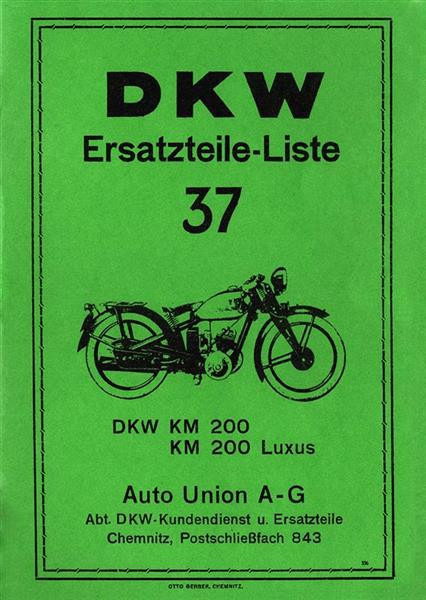 DKW
Ersatzteile-Liste
37
DKW KM 200
KM 200 Luxus
Auto Union A-G
Abt. DKW-Kundendienst u. Ersatzteile
Chemnitz, Postschließfach 843
OTTO GERBER, CHEMNITZ.